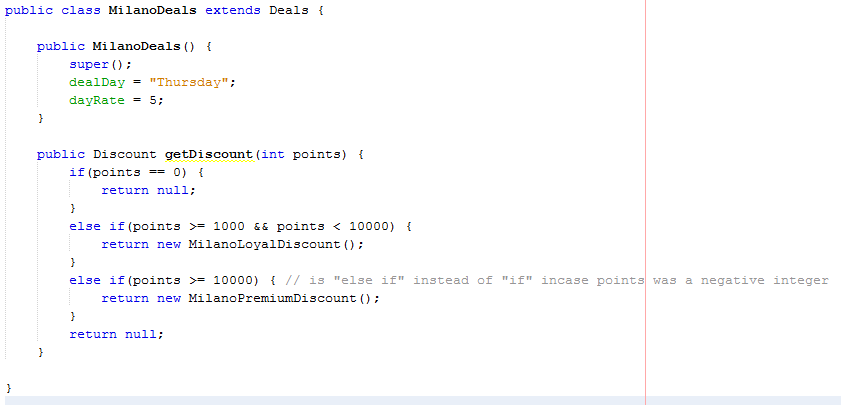 public class MilanoDeals extends Deals {
public MilanoDeals() {
super();
dealDay = "Thursday";
dayRate = 5;
}
public Discount getDiscount(int points) {
if(points == 0) {
return null;
}
else if(points >= 1000 && points < 10000) {
return new MilanoLoyalDiscount();
}
else if(points >= 10000) { // is "else if" instead of "if" incase points was a negative integer
return new MilanoPremiumDiscount();
}
return null;
}
}